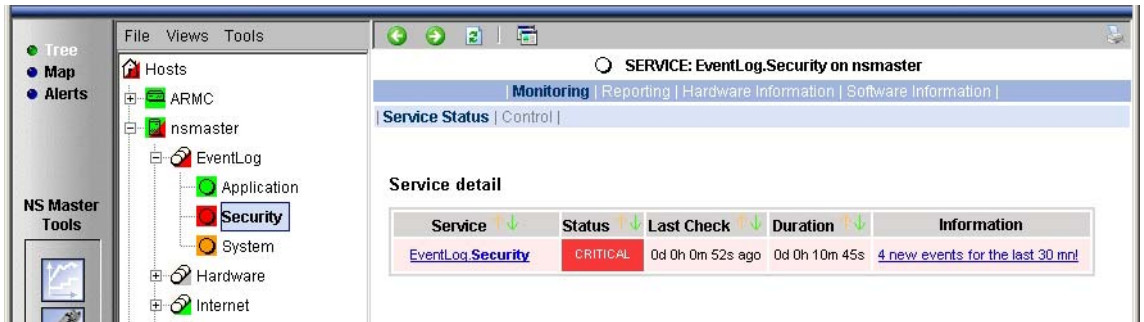 Tree
Map
Alerts
NS Master
Tools
File Views Tools
Hosts
ARMC
nsmaster
EventLog
Application
Security
System
Hardware
Internet
SERVICE: EventLog.Security on nsmaster
| Monitoring | Reporting | Hardware Information | Software Information |
| Service Status | Control |
Service detail
Service Status Last Check Duration Information
EventLog.Security CRITICAL 0d 0h 0m 52s ago 0d 0h 10m 45s 4 new events for the last 30 mn!